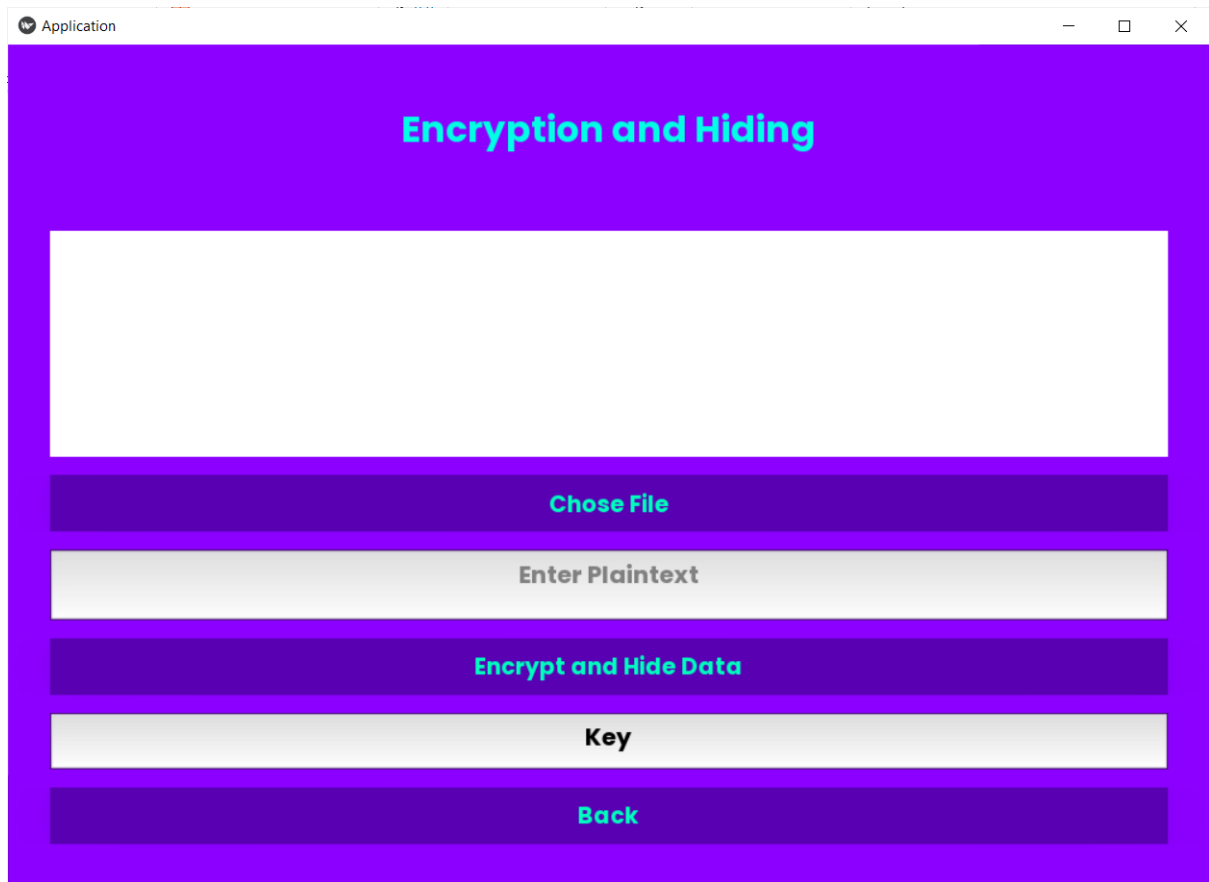 Application
Encryption and Hiding
Chose File
Enter Plaintext
Encrypt and Hide Data
Key
Back